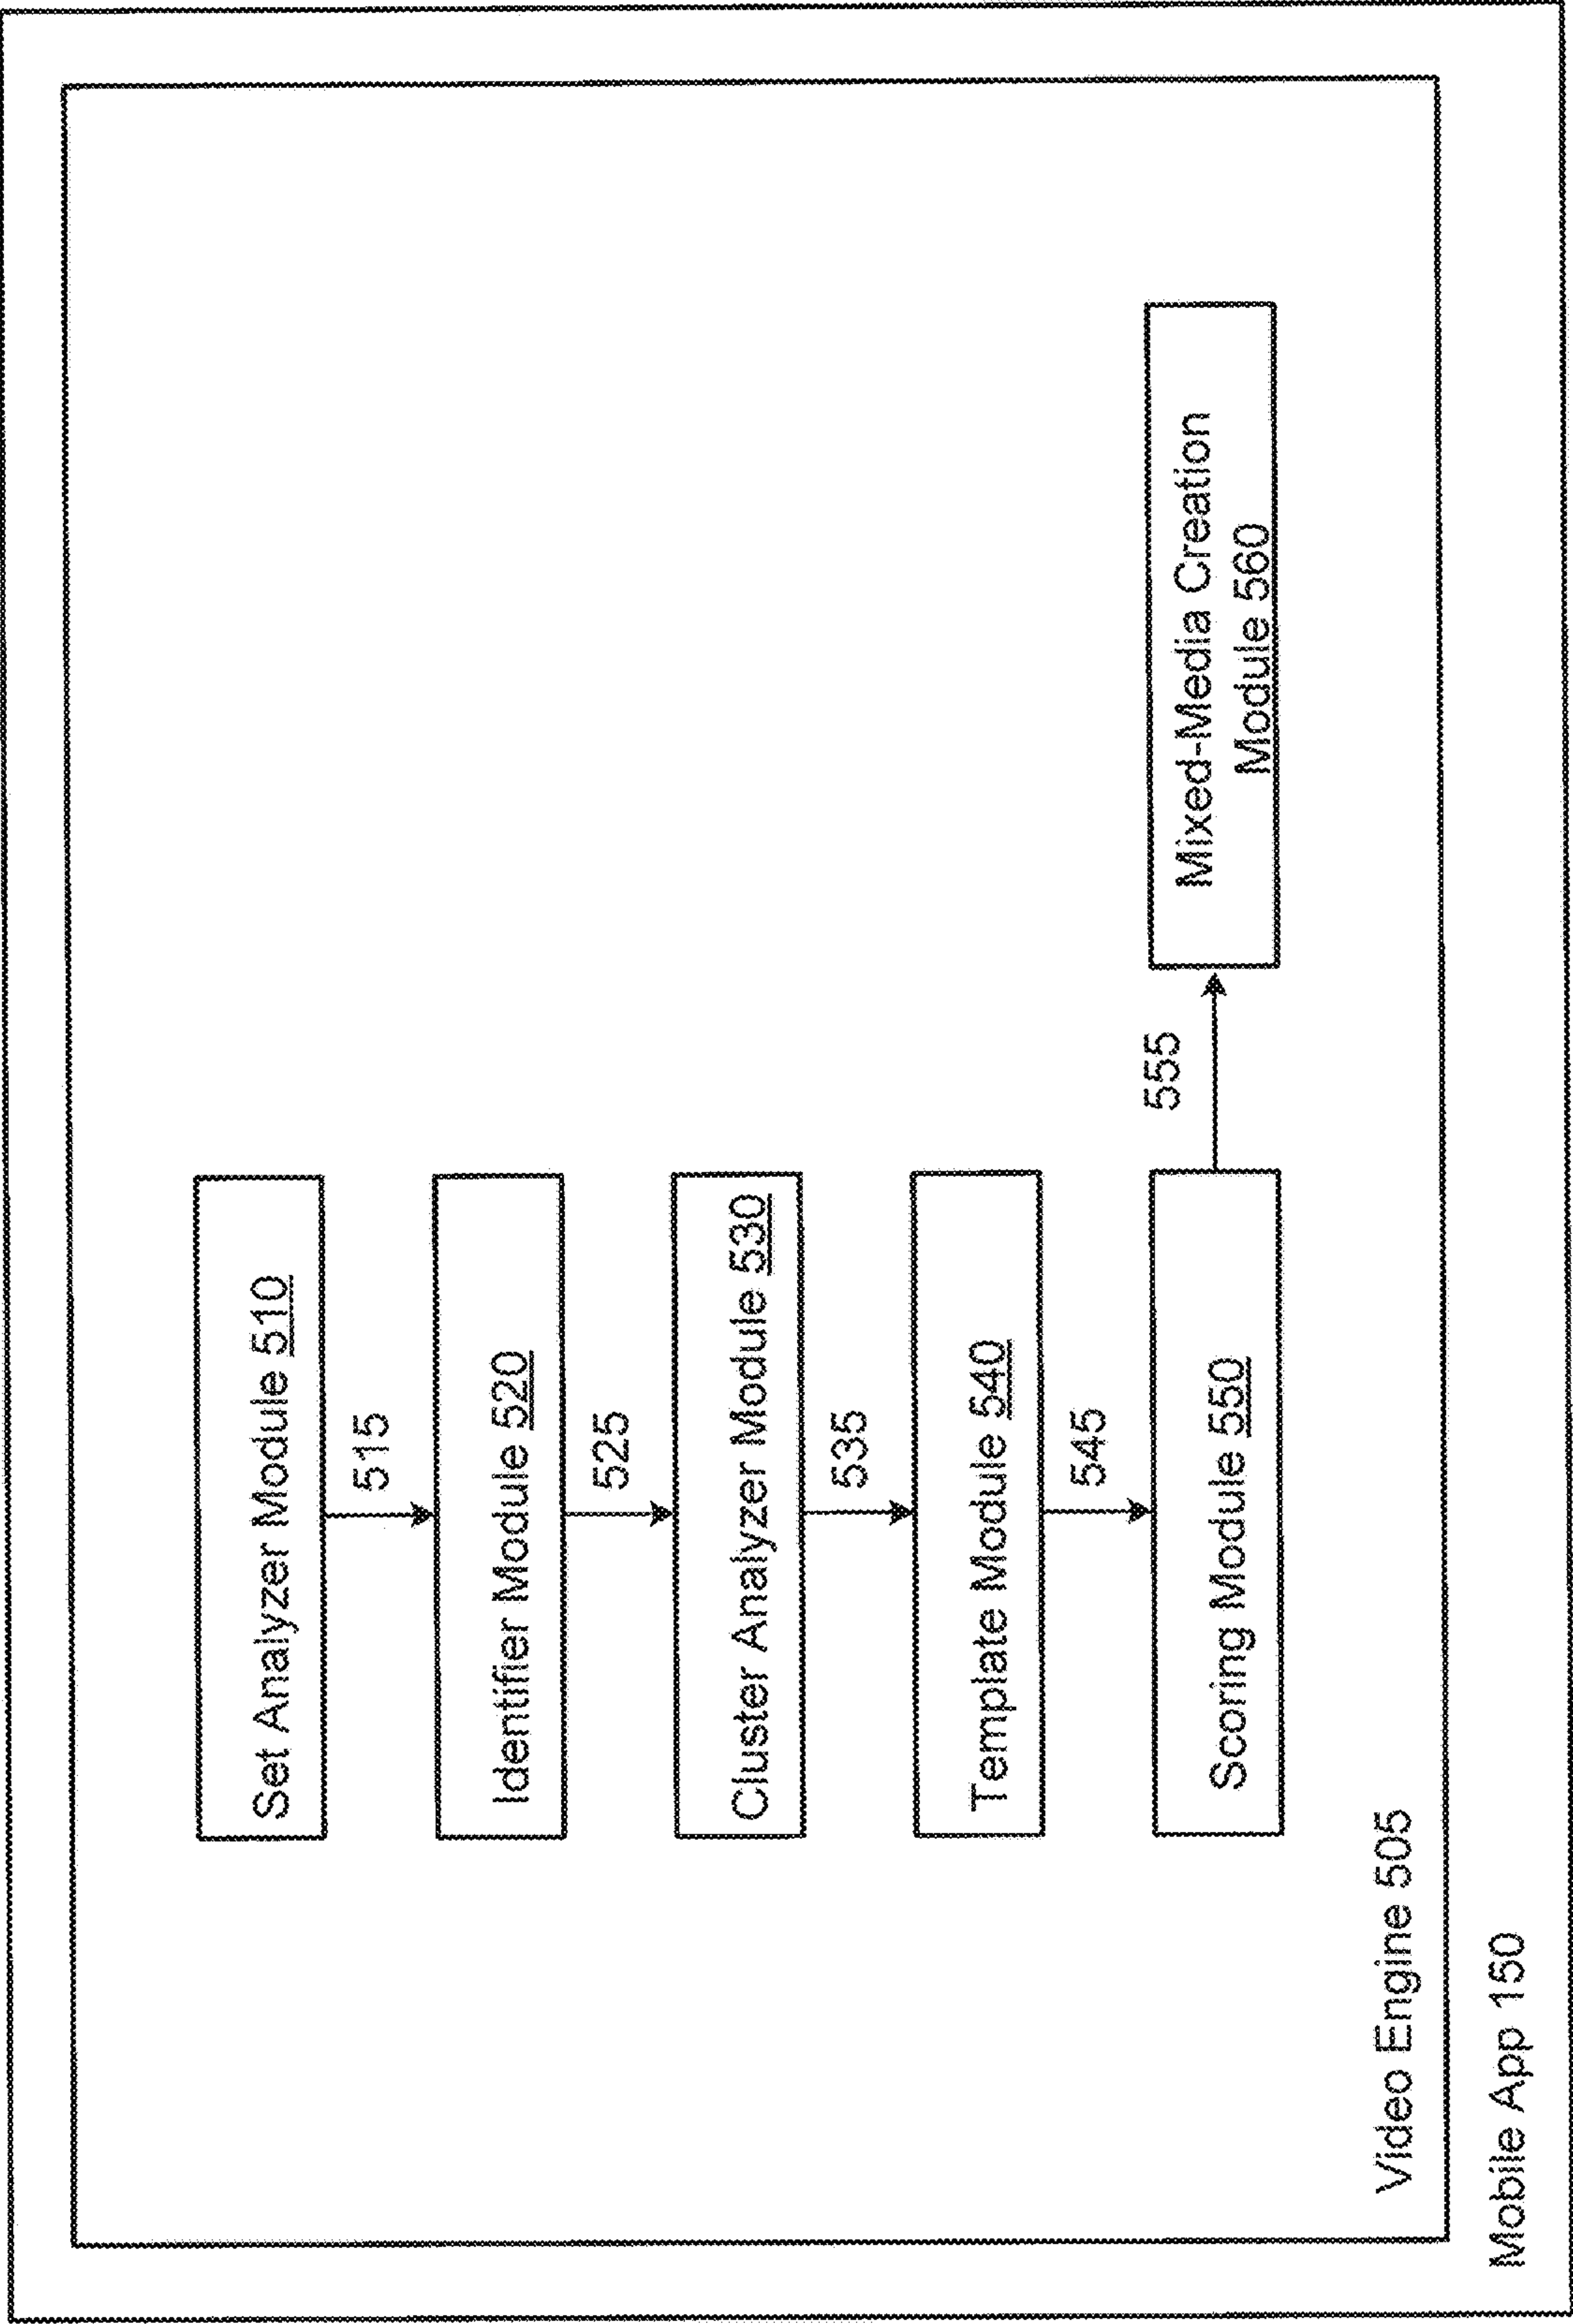 Set Analyzer Module 510
515
Identifier Module 520
525
Cluster Analyzer Module 530
535
Template Module 540
545
Scoring Module 550
555
Mixed-Media Creation
Module 560
Video Engine 505
Mobile App 150